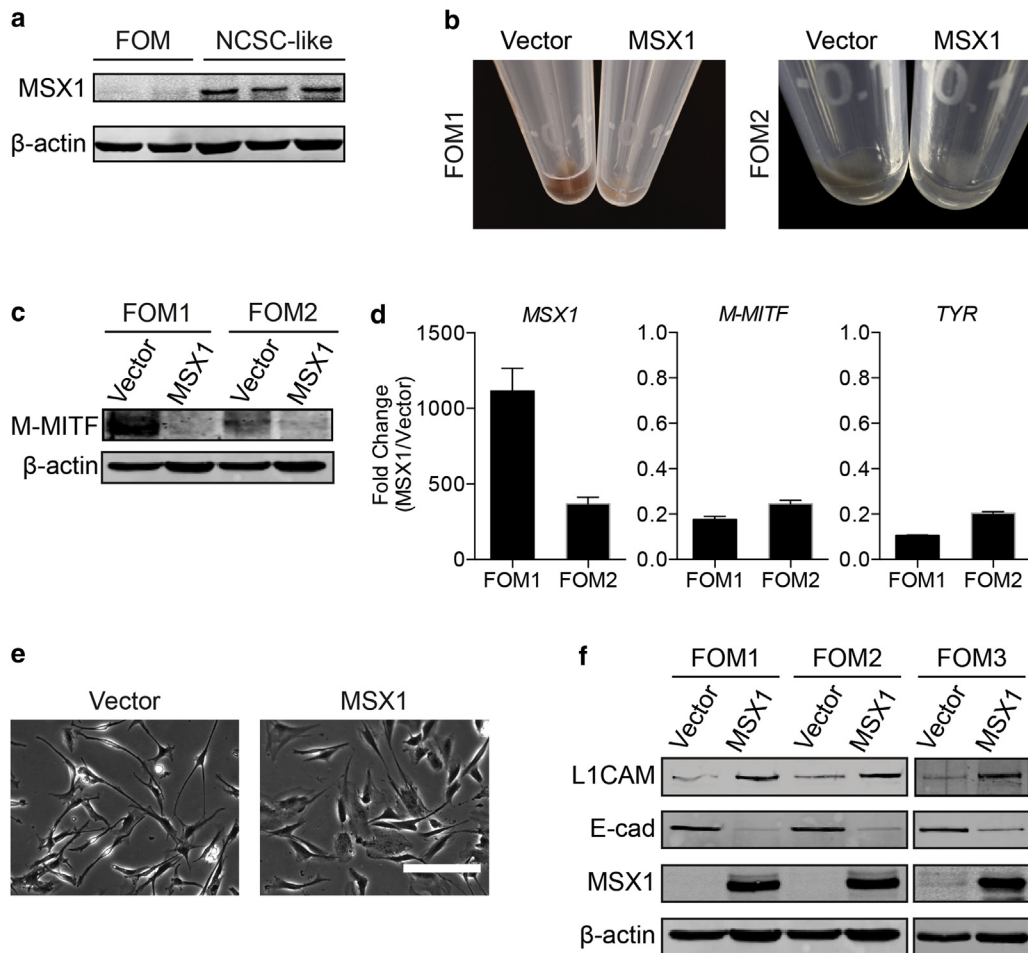 a
FOM NCSC-like
MSX1
β-actin
b
Vector MSX1 Vector MSX1
FOM1
FOM2
c
FOM1 FOM2
Vector MSX1 Vector MSX1
M-MITF
β-actin
d
MSX1 M-MITF TYR
Fold Change
(MSX1/Vector)
1500
1000
500
0
FOM1 FOM2
1.0
0.8
0.6
0.4
0.2
0.0
FOM1 FOM2
1.0
0.8
0.6
0.4
0.2
0.0
FOM1 FOM2
e
Vector MSX1
f
FOM1 FOM2 FOM3
Vector MSX1 Vector MSX1 Vector MSX1
L1CAM
E-cad
MSX1
β-actin